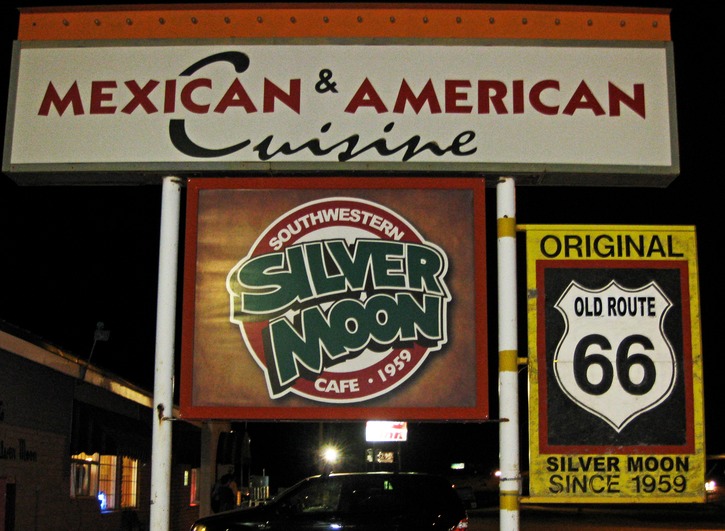 MEXICAN & AMERICAN
Cuisine
SOUTHWESTERN
SILVER
MOON
CAFE · 1959
ORIGINAL
OLD ROUTE
66
SILVER MOON
SINCE 1959